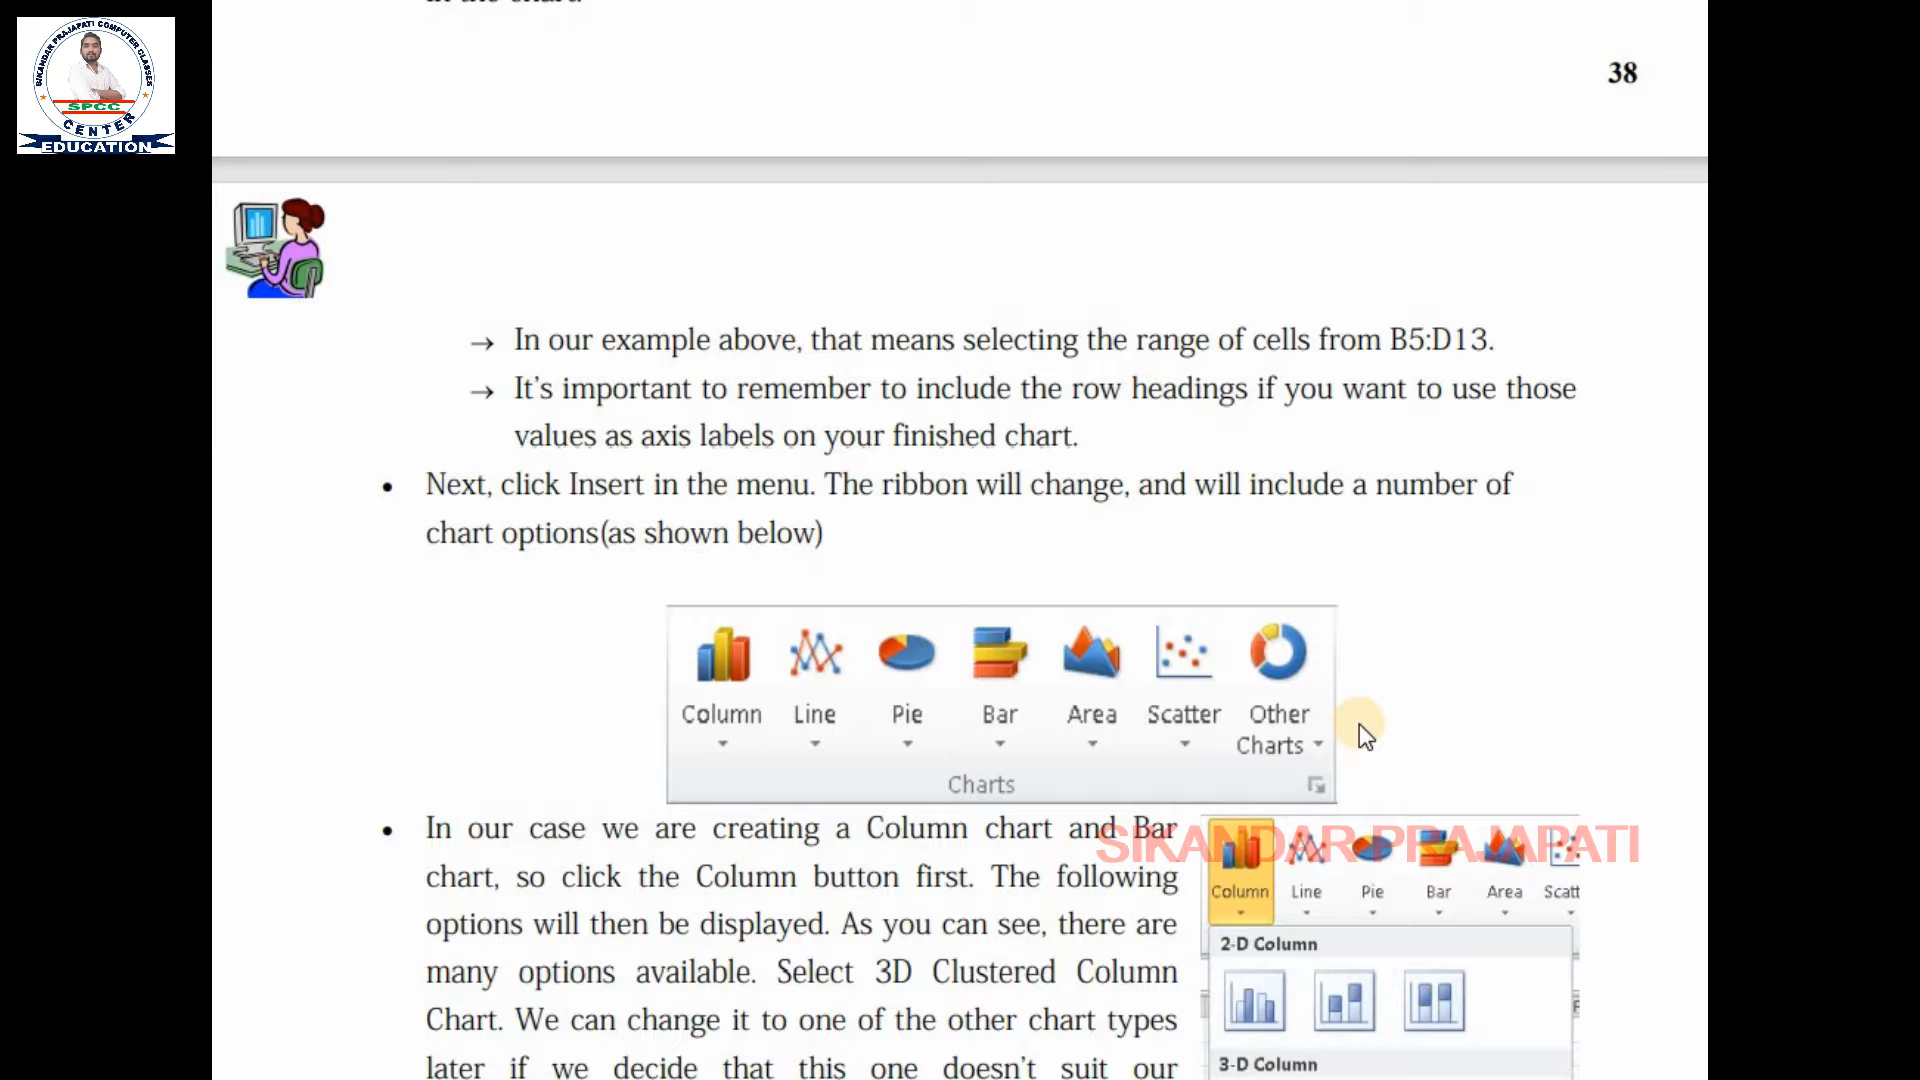 in the chart.
SIKANDAR PRAJAPATI COMPUTER CLASSES
SPCC
CENTER
EDUCATION
38
→ In our example above, that means selecting the range of cells from B5:D13.
→ It's important to remember to include the row headings if you want to use those
values as axis labels on your finished chart.
• Next, click Insert in the menu. The ribbon will change, and will include a number of
chart options(as shown below)
Column Line Pie Bar Area Scatter Other
Charts
Charts
• In our case we are creating a Column chart and Bar
chart, so click the Column button first. The following
options will then be displayed. As you can see, there are
many options available. Select 3D Clustered Column
Chart. We can change it to one of the other chart types
later if we decide that this one doesn't suit our
SIKANDAR PRAJAPATI
Column Line Pie Bar Area Scatt
2-D Column
3-D Column